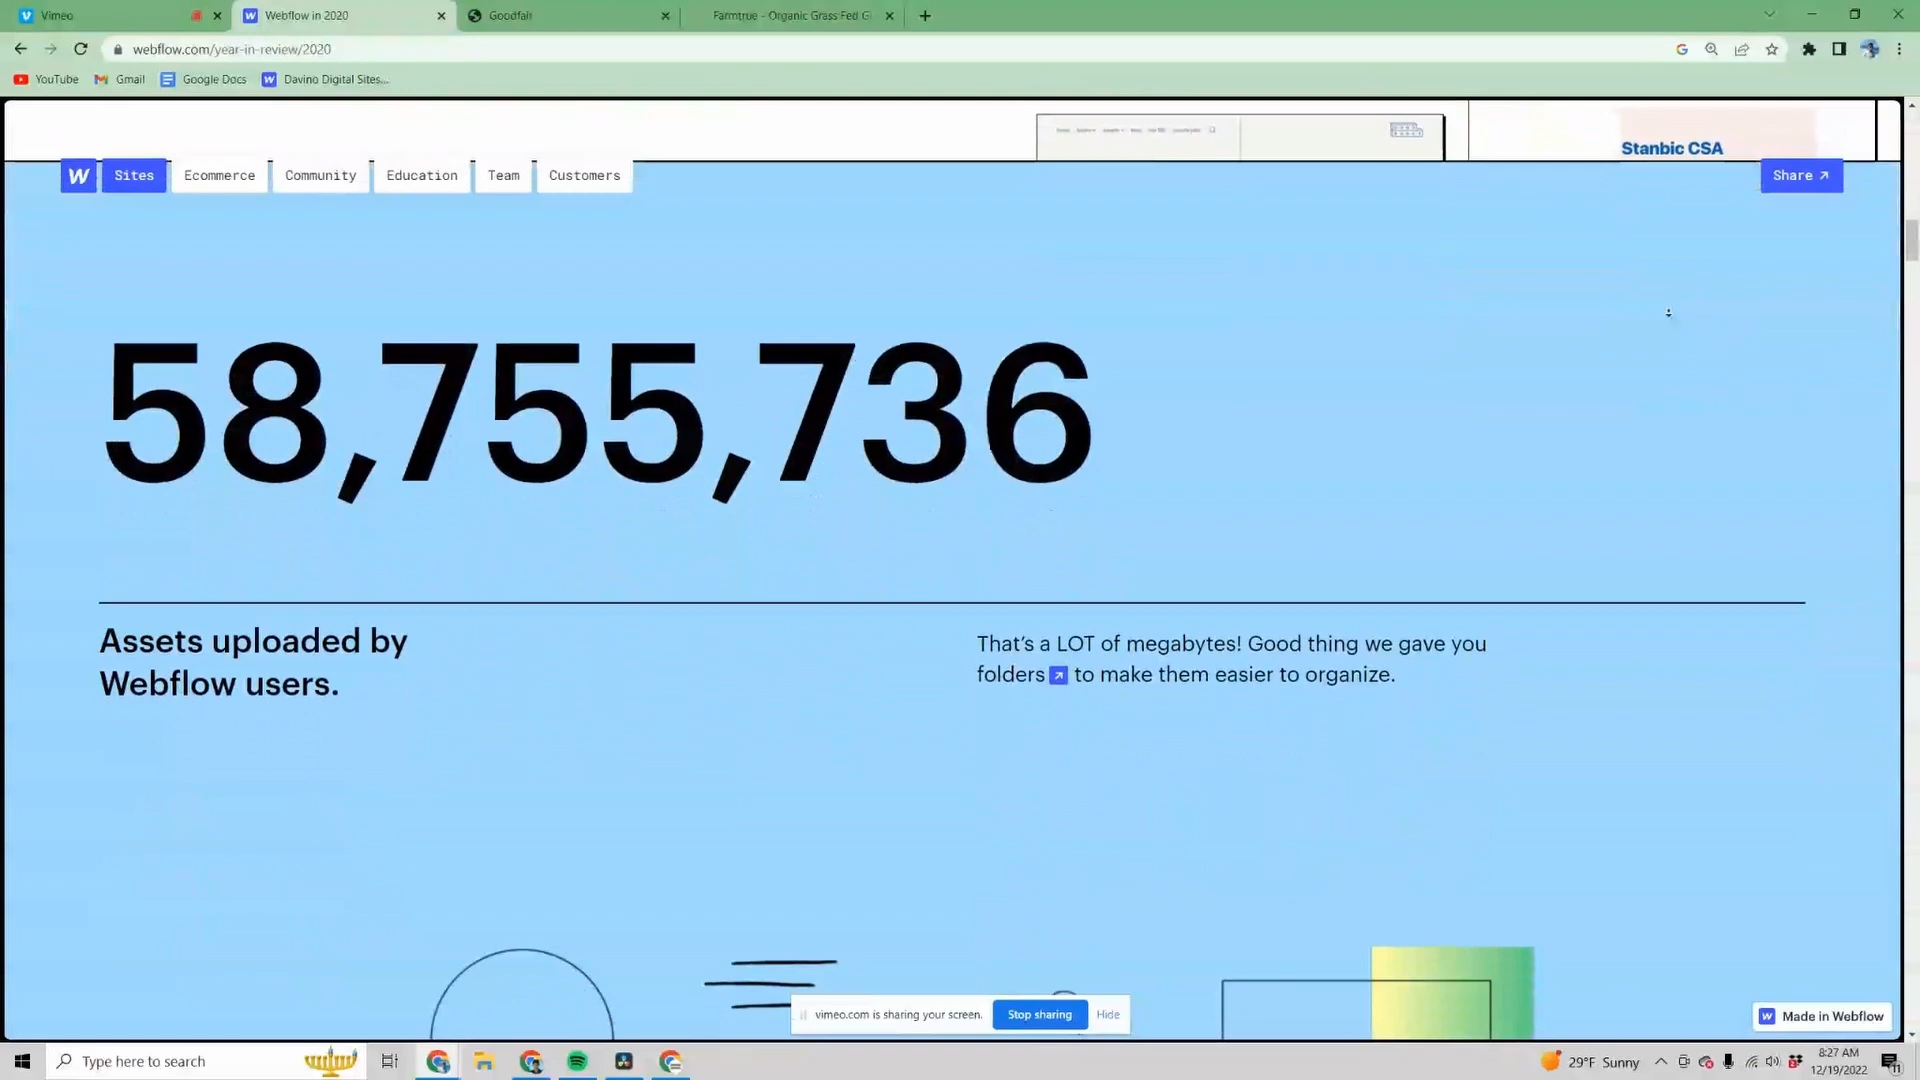 Vimeo
Webflow in 2020
Goodfair
Farmtrue - Organic Grass Fed G
webflow.com/year-in-review/2020
YouTube
Gmail
Google Docs
Davino Digital Sites...
Stanbic CSA
W
Sites
Ecommerce
Community
Education
Team
Customers
Share ↗
58,755,736
Assets uploaded by
Webflow users.
That's a LOT of megabytes! Good thing we gave you
folders ↗ to make them easier to organize.
vimeo.com is sharing your screen.
Stop sharing
Hide
Made in Webflow
Type here to search
29°F Sunny
8:27 AM
12/19/2022